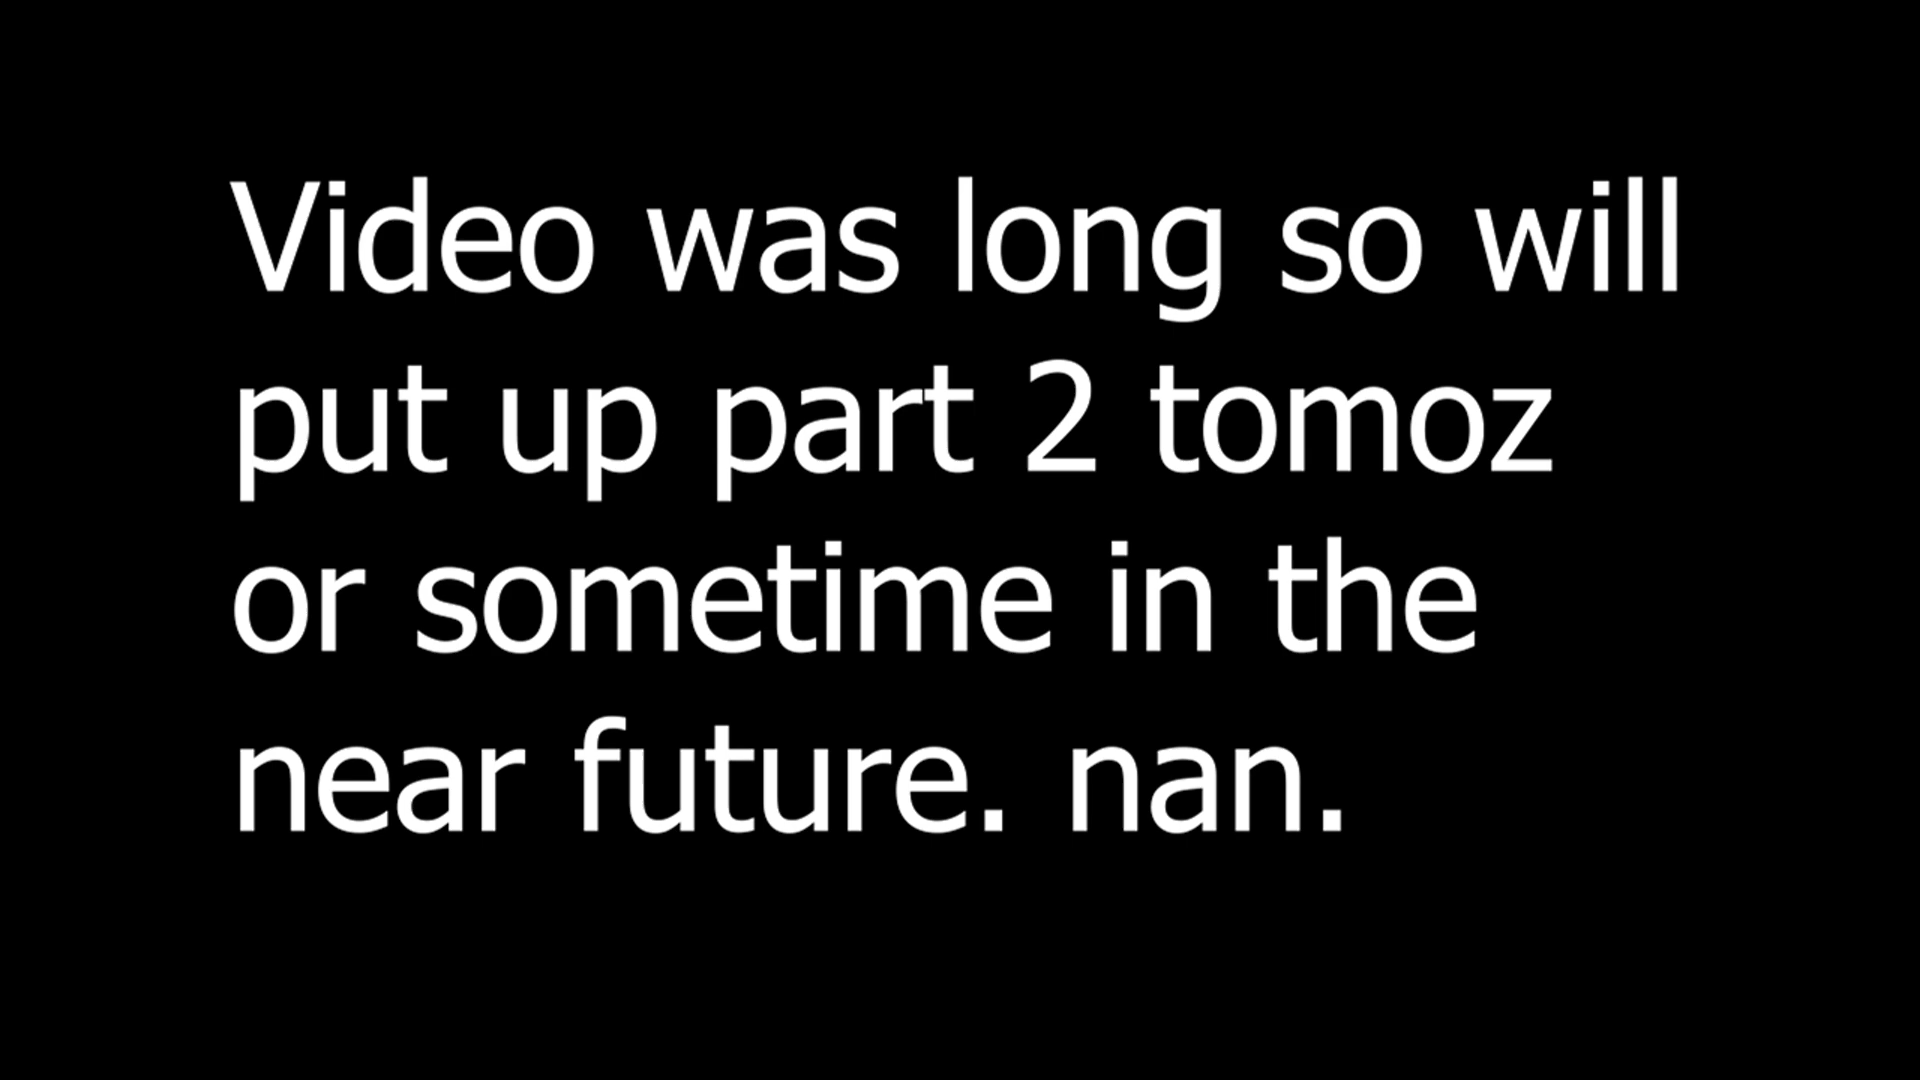 Video was long so will
put up part 2 tomoz
or sometime in the
near future. nan.